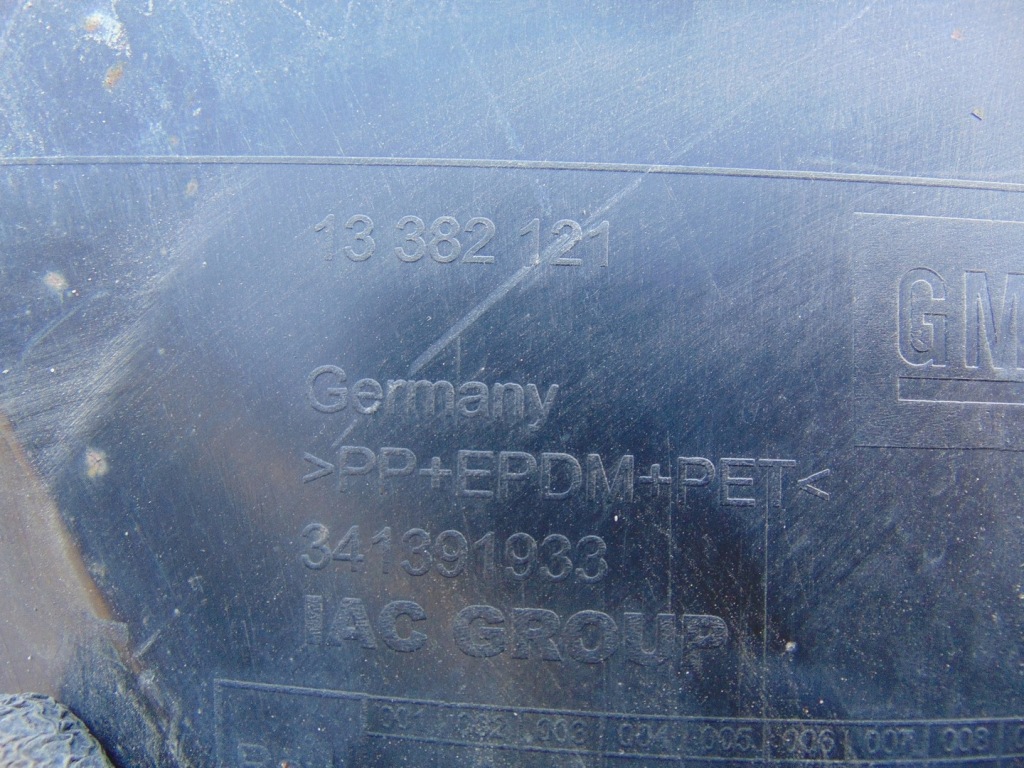 13 382 121
GM
Germany
>PP+EPDM+PET<
341391933
IAC GROUP
001 002 003 004 005 006 007 008